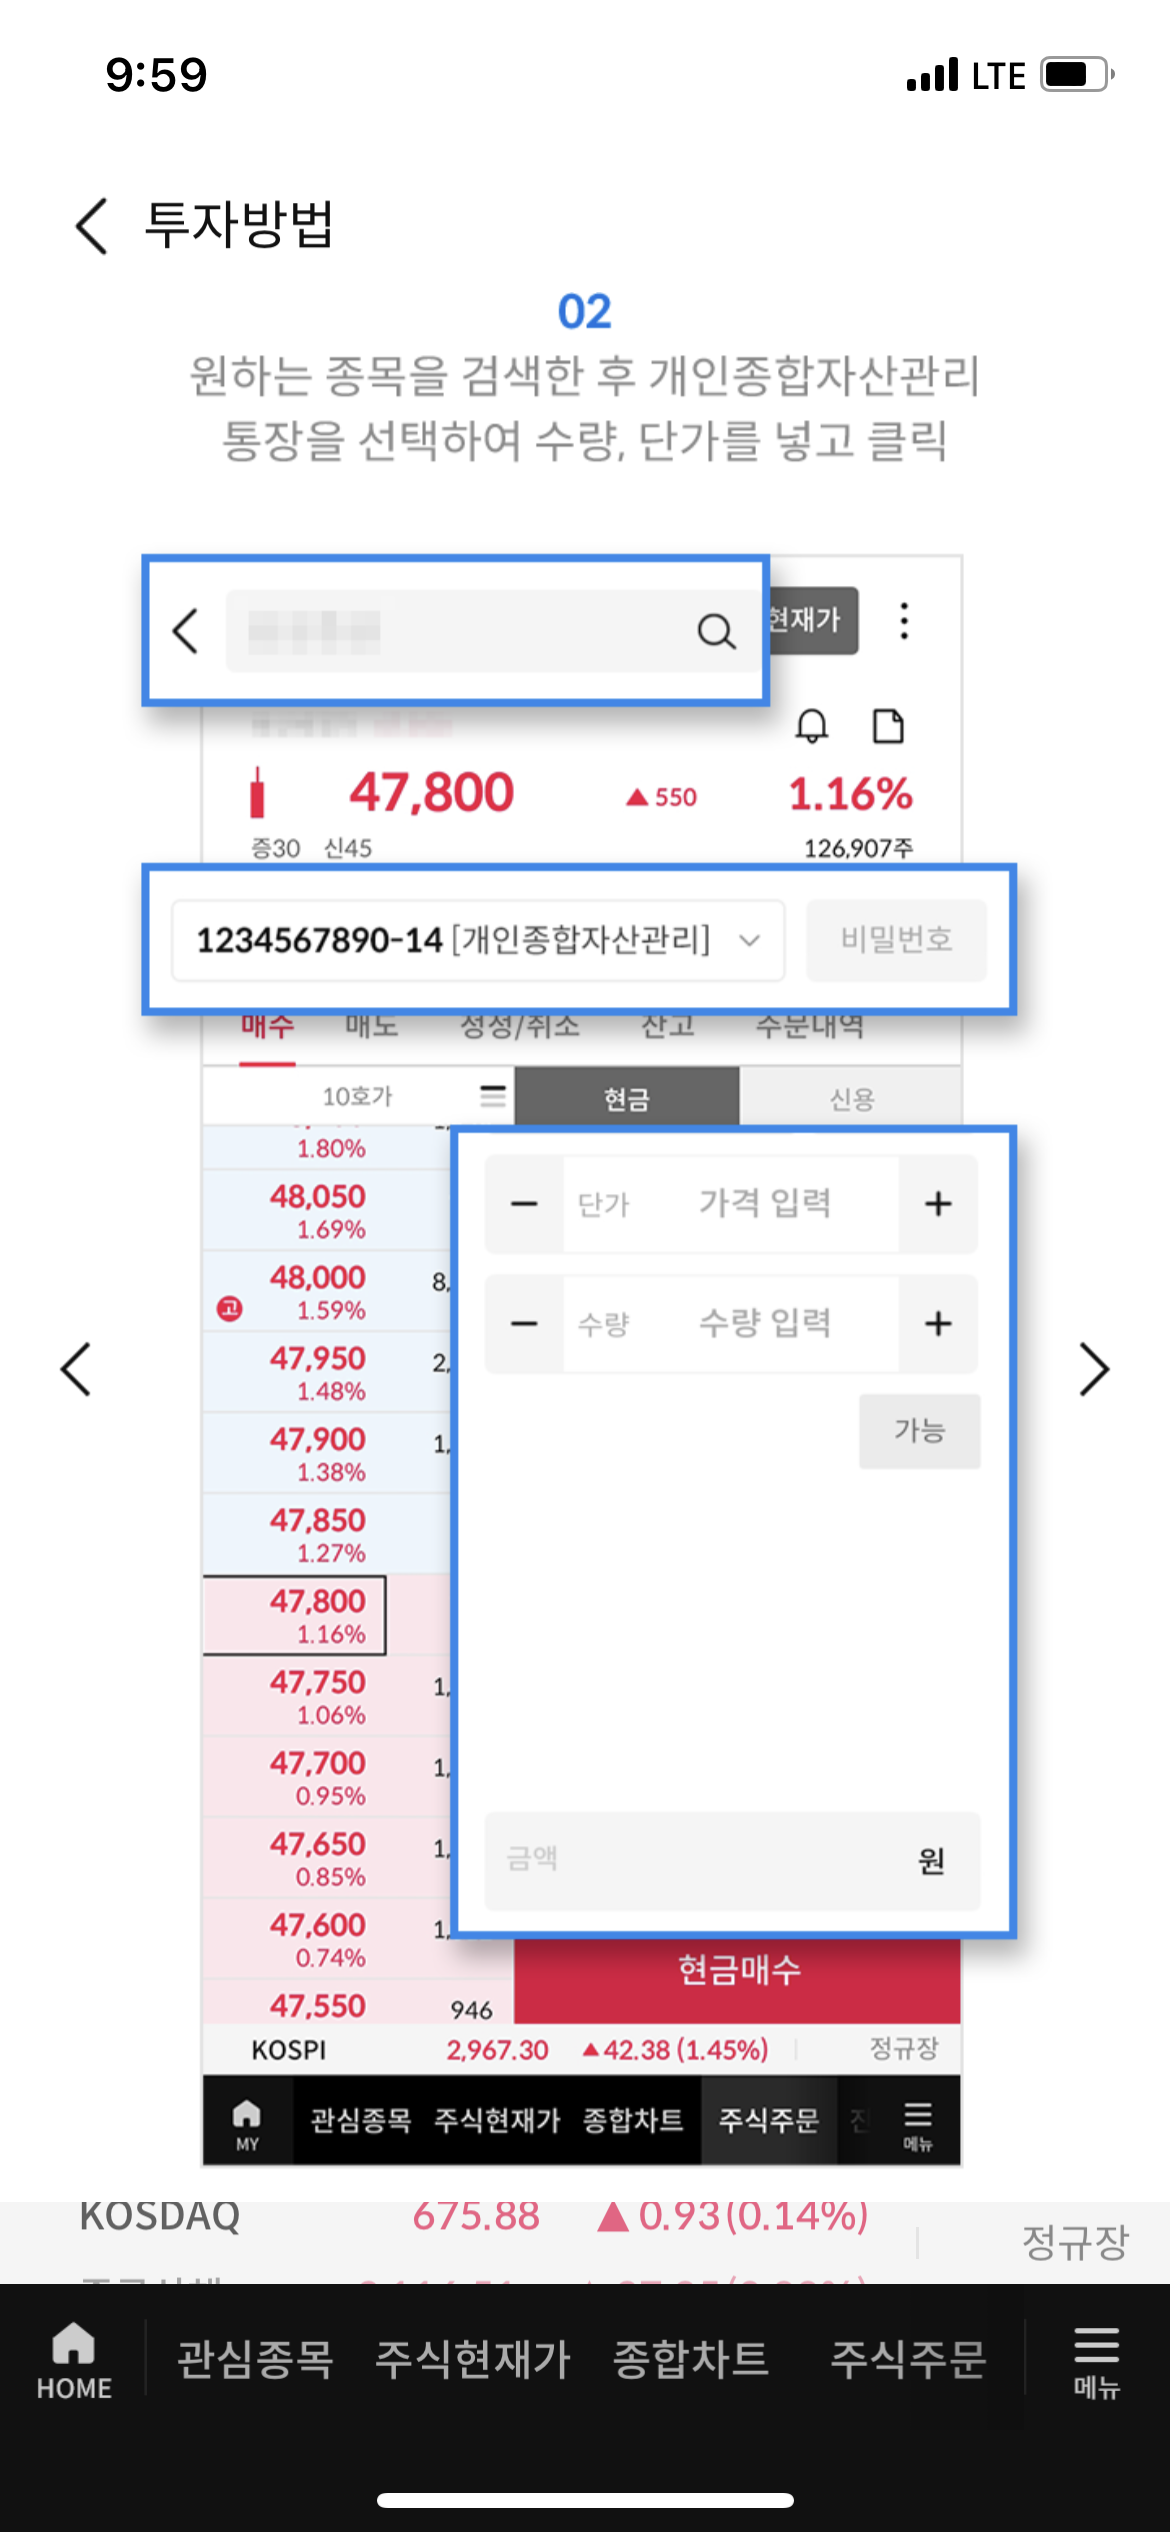 9:59
LTE
투자방법
02
원하는 종목을 검색한 후 개인종합자산관리
통장을 선택하여 수량, 단가를 넣고 클릭
현재가
47,800 ▲ 550 1.16%
증30 신45 126,907주
1234567890-14 [개인종합자산관리] 비밀번호
매수 매도 정정/취소 잔고 주문내역
10호가 현금 신용
1.80%
48,050
1.69%
48,000 8,
고 1.59%
47,950 2,
1.48%
47,900 1,
1.38%
47,850
1.27%
47,800
1.16%
47,750 1,
1.06%
47,700 1,
0.95%
47,650 1,
0.85%
47,600 1,
0.74%
47,550 946
단가 가격 입력
수량 수량 입력
가능
금액 원
현금매수
KOSPI 2,967.30 ▲42.38 (1.45%) 정규장
MY 관심종목 주식현재가 종합차트 주식주문 메뉴
KOSDAQ 675.88 ▲ 0.93(0.14%) 정규장
HOME 관심종목 주식현재가 종합차트 주식주문 메뉴